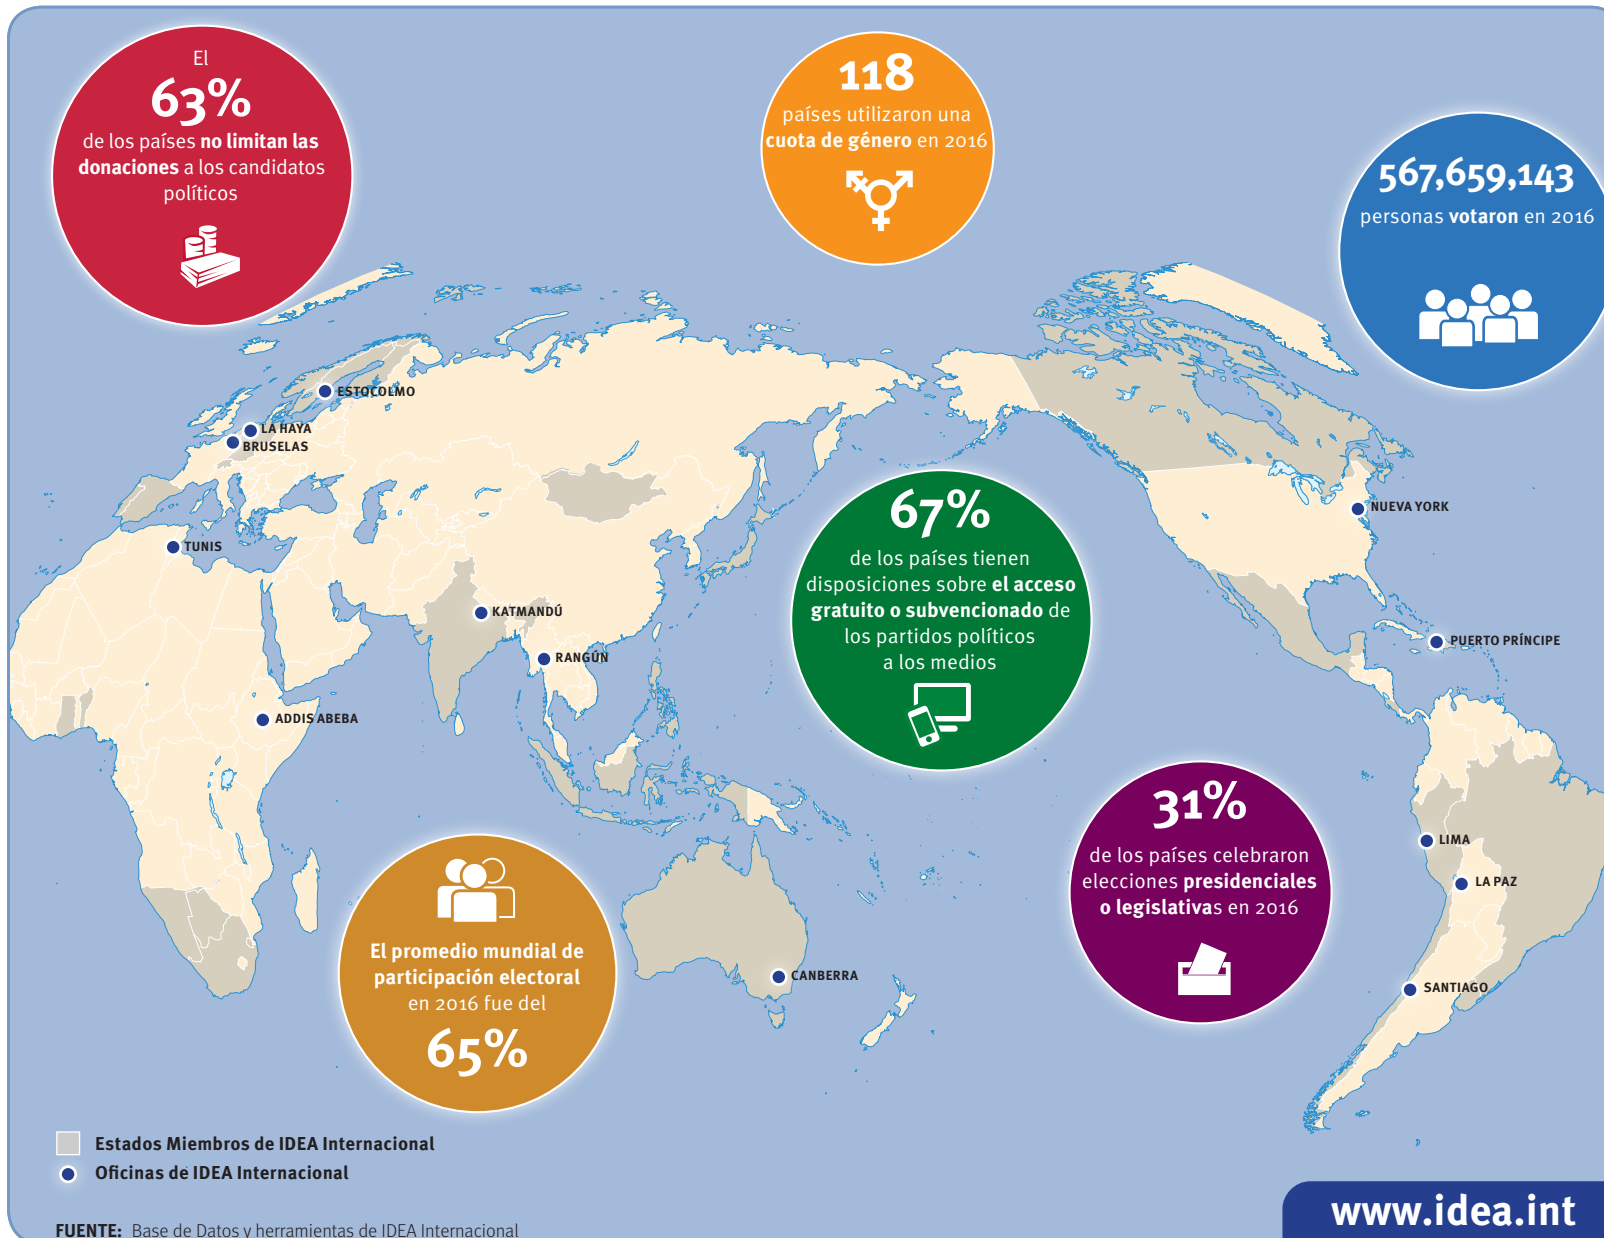 El
63%
de los países no limitan las
donaciones a los candidatos
políticos
118
países utilizaron una
cuota de género en 2016
567,659,143
personas votaron en 2016
ESTOCOLMO
LA HAYA
BRUSELAS
TUNIS
KATMANDÚ
RANGÚN
ADDIS ABEBA
67%
de los países tienen
disposiciones sobre el acceso
gratuito o subvencionado de
los partidos políticos
a los medios
NUEVA YORK
PUERTO PRÍNCIPE
31%
de los países celebraron
elecciones presidenciales
o legislativas en 2016
LIMA
LA PAZ
SANTIAGO
CANBERRA
El promedio mundial de
participación electoral
en 2016 fue del
65%
Estados Miembros de IDEA Internacional
Oficinas de IDEA Internacional
FUENTE: Base de Datos y herramientas de IDEA Internacional
www.idea.int